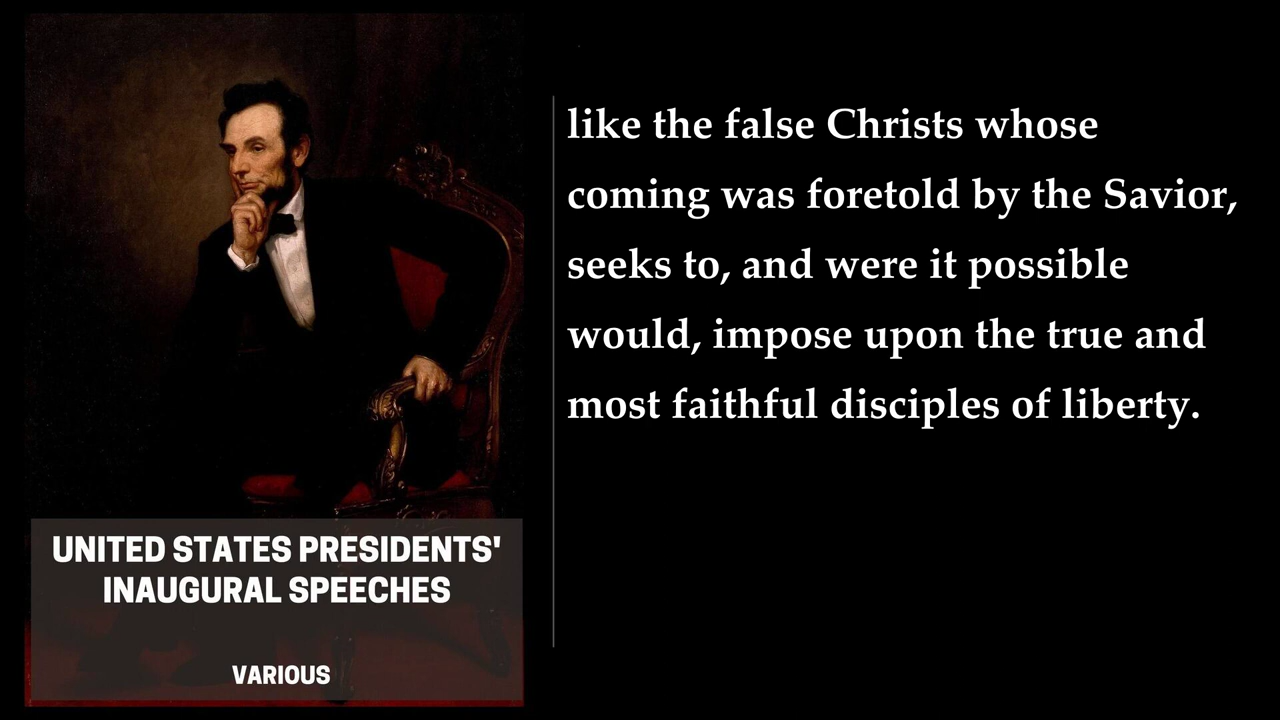 like the false Christs whose
coming was foretold by the Savior,
seeks to, and were it possible
would, impose upon the true and
most faithful disciples of liberty.
UNITED STATES PRESIDENTS'
INAUGURAL SPEECHES
VARIOUS